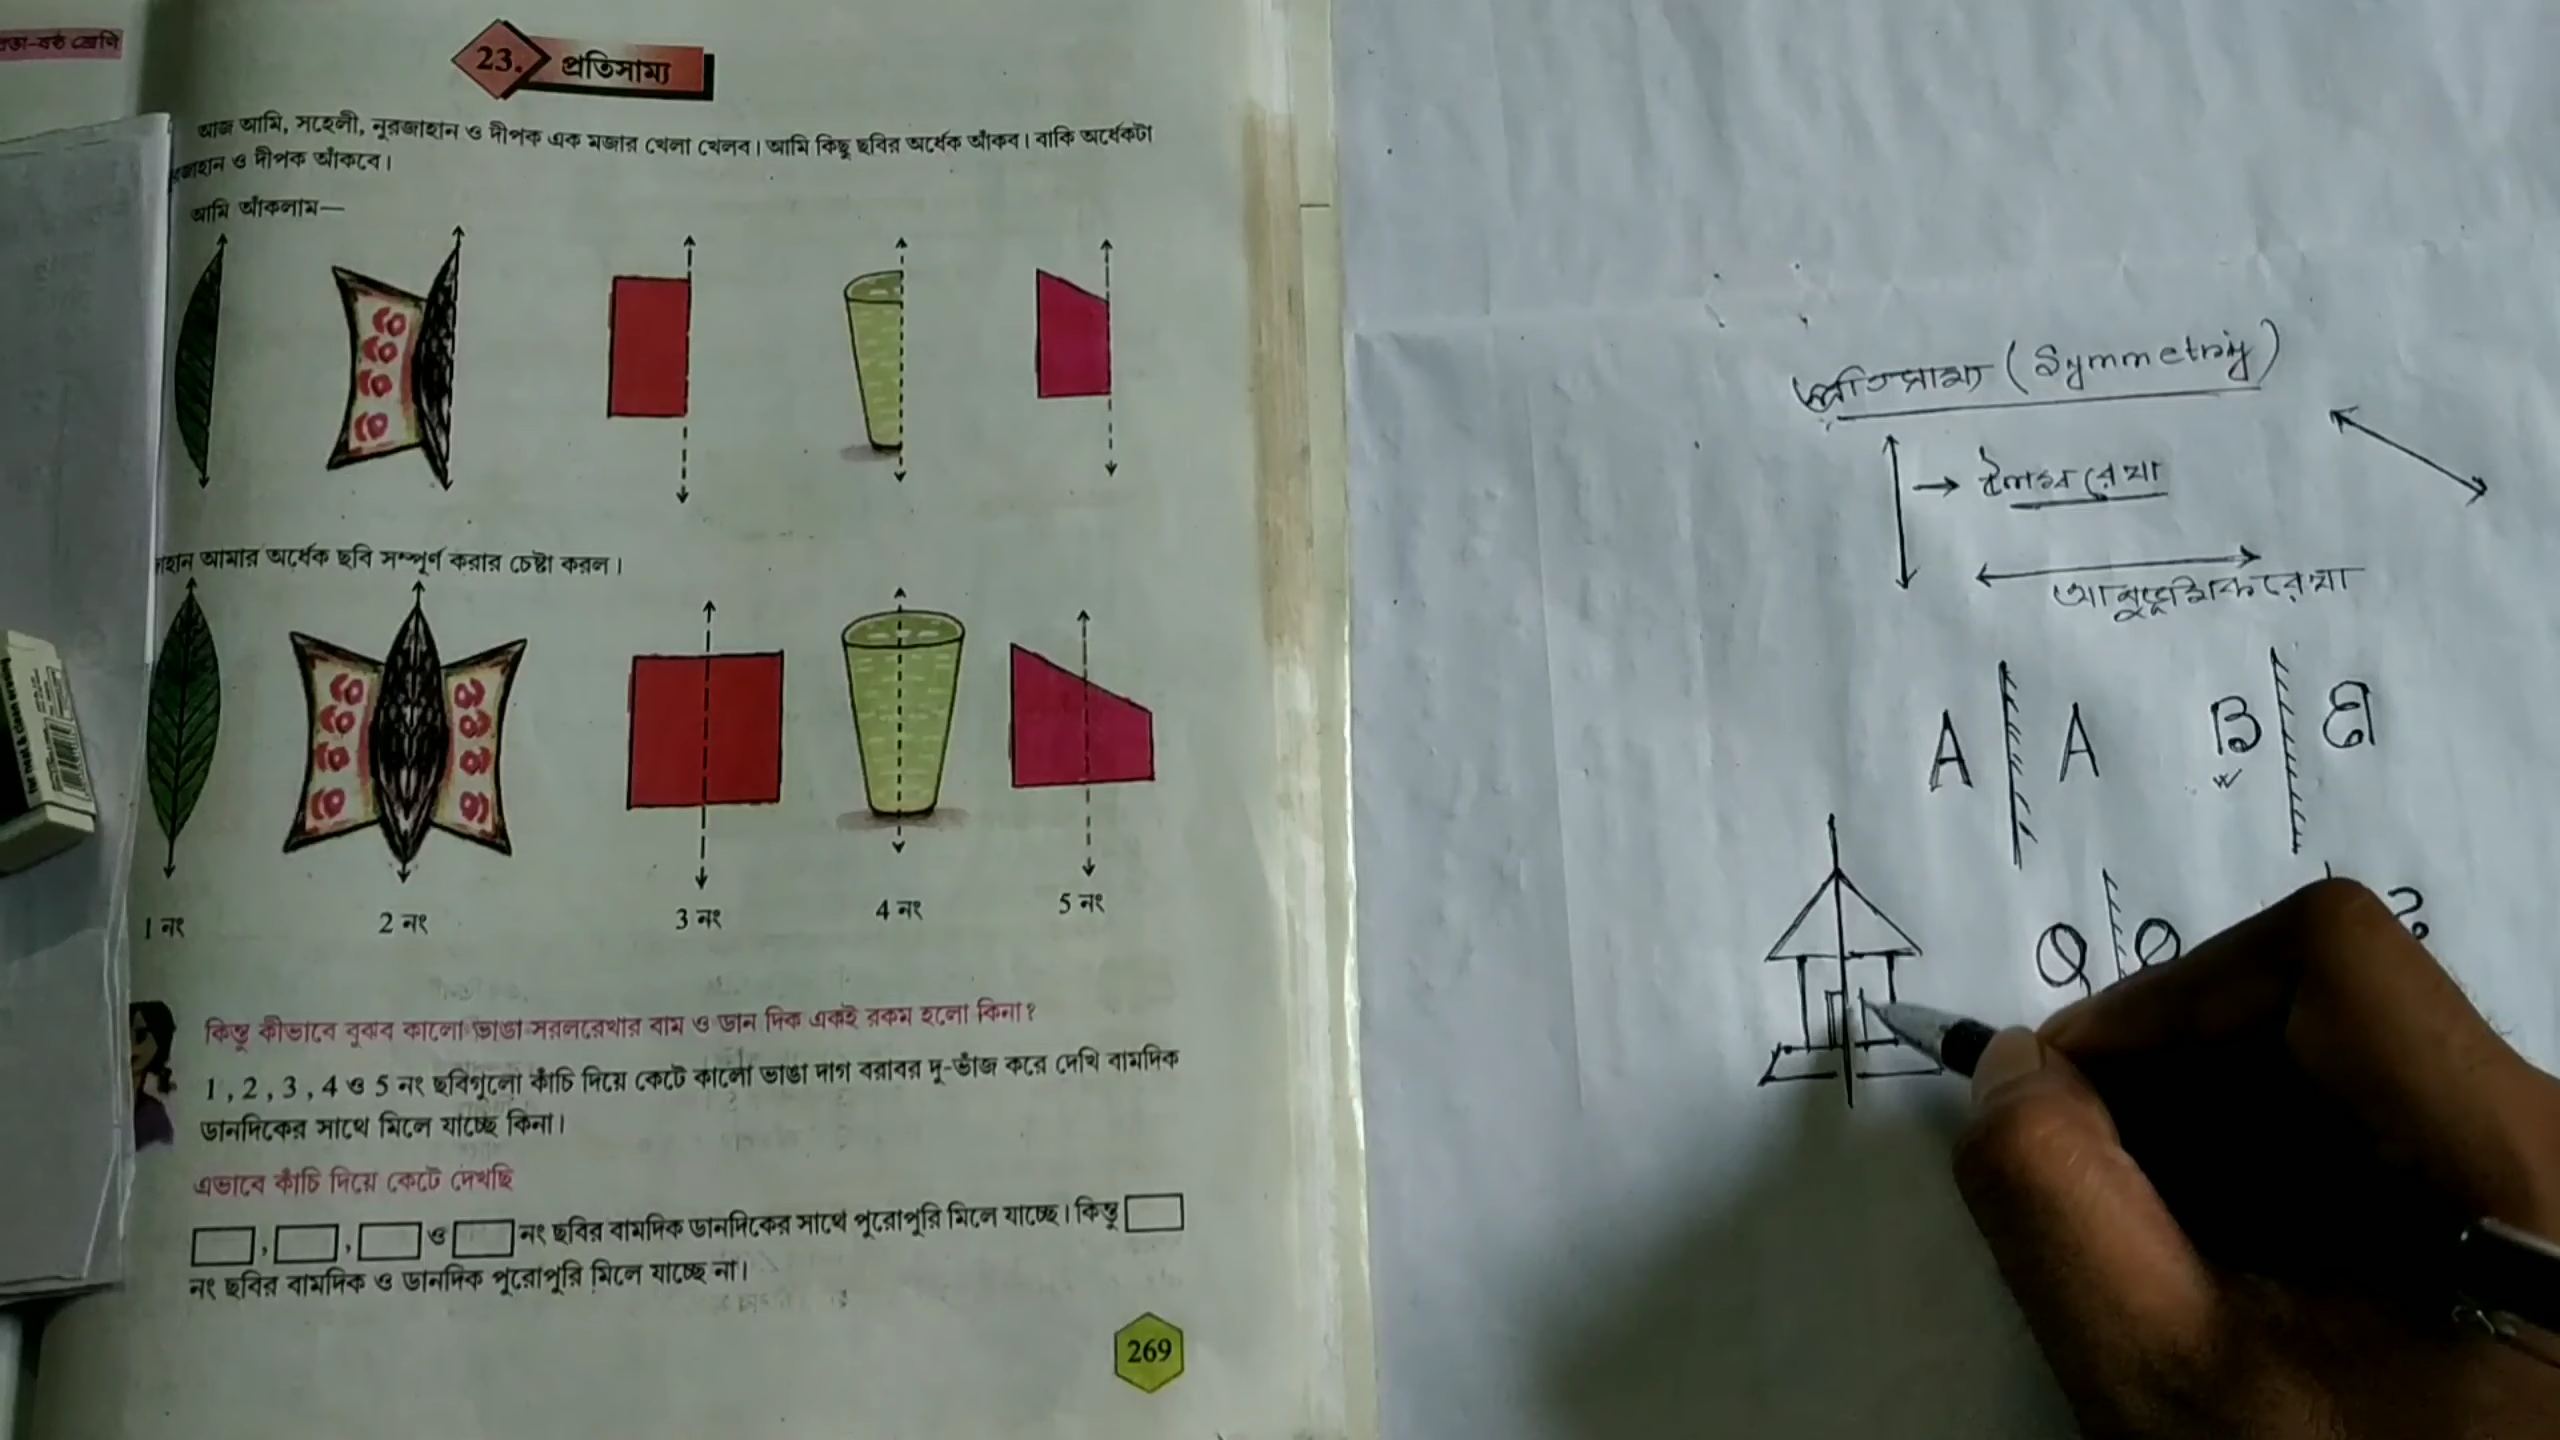 23. প্রতিসাম্য
আজ আমি, সহেলী, নুরজাহান ও দীপক এক মজার খেলা খেলব। আমি কিছু ছবির অর্ধেক আঁকব। বাকি অর্ধেকটা
ও দীপক আঁকবে।
আমি আঁকলাম—
আমার অর্ধেক ছবি সম্পূর্ণ করার চেষ্টা করল।
1 নং 2 নং 3 নং 4 নং 5 নং
কিন্তু কীভাবে বুঝব কালো ভাঙা সরলরেখার বাম ও ডান দিক একই রকম হলো কিনা?
1 , 2 , 3 , 4 ও 5 নং ছবিগুলো কাঁচি দিয়ে কেটে কালো ভাঙা দাগ বরাবর দু-ভাঁজ করে দেখি বামদিক
ডানদিকের সাথে মিলে যাচ্ছে কিনা।
এভাবে কাঁচি দিয়ে কেটে দেখছি
, , ও নং ছবির বামদিক ডানদিকের সাথে পুরোপুরি মিলে যাচ্ছে। কিন্তু
নং ছবির বামদিক ও ডানদিক পুরোপুরি মিলে যাচ্ছে না।
269
প্রতিসাম্য (Symmetry)
→ উলম্ব রেখা
A A B
Q